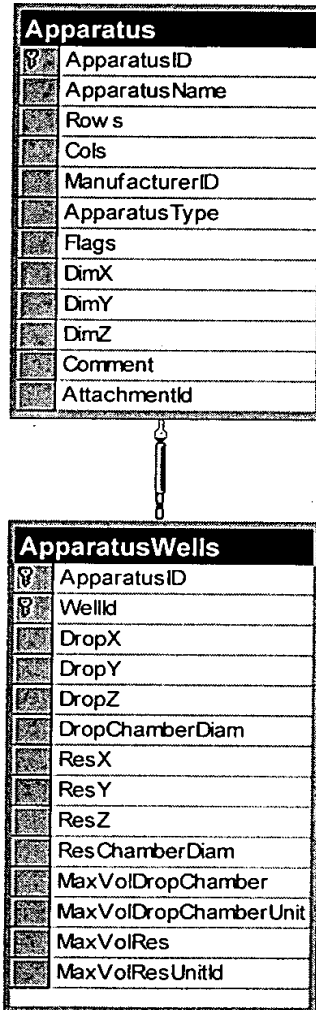 Apparatus
ApparatusID
ApparatusName
Rows
Cols
ManufacturerID
ApparatusType
Flags
DimX
DimY
DimZ
Comment
AttachmentId
ApparatusWells
ApparatusID
WellId
DropX
DropY
DropZ
DropChamberDiam
ResX
ResY
ResZ
ResChamberDiam
MaxVolDropChamber
MaxVolDropChamberUnit
MaxVolRes
MaxVolResUnitId